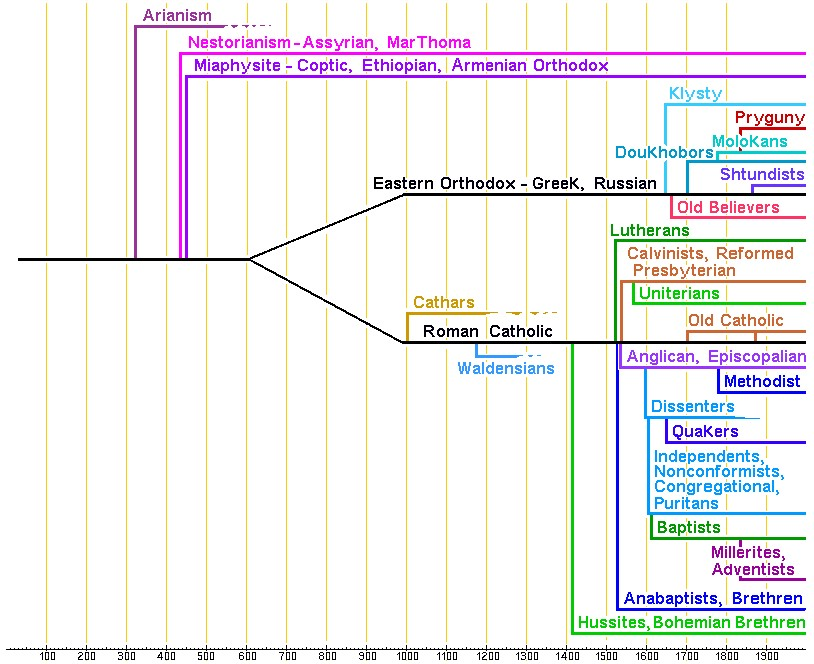 Arianism
Nestorianism-Assyrian, MarThoma
Miaphysite - Coptic, Ethiopian, Armenian Orthodox
Klysty
Pryguny
MoloKans
DouKhobors
Shtundists
Eastern Orthodox - GreeK, Russian
Old Believers
Lutherans
Calvinists, Reformed
Presbyterian
Uniterians
Cathars
Old Catholic
Roman Catholic
Anglican, Episcopalian
Waldensians
Methodist
Dissenters
QuaKers
Independents,
Nonconformists,
Congregational,
Puritans
Baptists
Millerites,
Adventists
Anabaptists, Brethren
Hussites, Bohemian Brethren
100 200 300 400 500 600 700 800 900 1000 1100 1200 1300 1400 1500 1600 1700 1800 1900